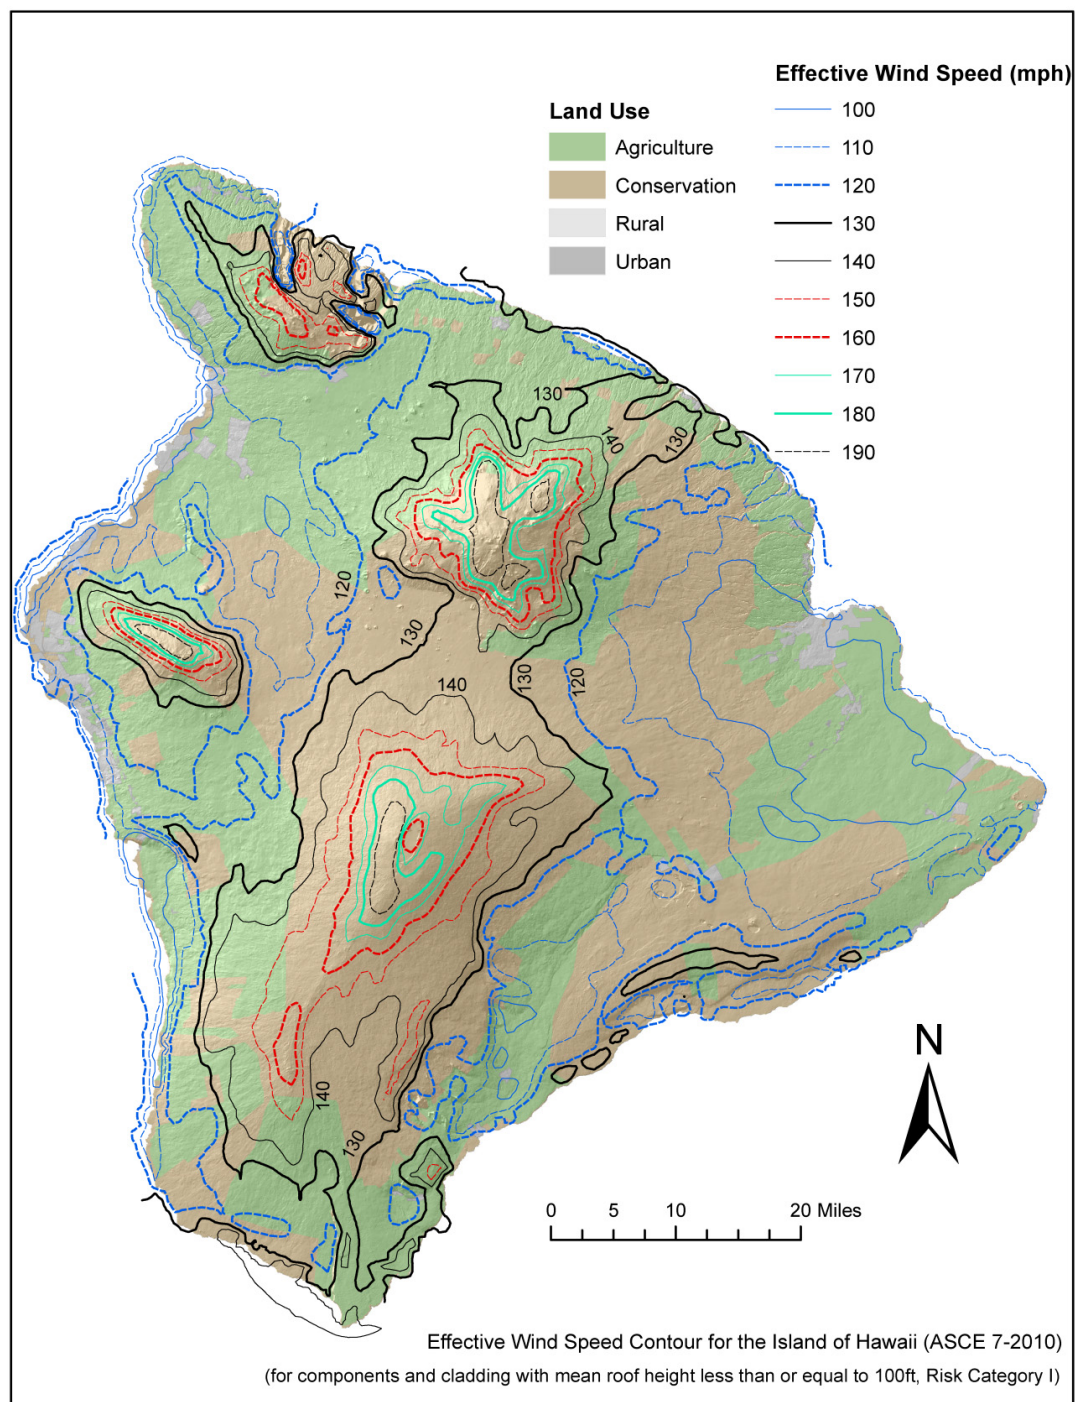 Effective Wind Speed (mph)
100
110
120
130
140
150
160
170
180
190
Land Use
Agriculture
Conservation
Rural
Urban
130
140
130
120
130
130
120
140
140
130
N
0 5 10 20 Miles
Effective Wind Speed Contour for the Island of Hawaii (ASCE 7-2010)
(for components and cladding with mean roof height less than or equal to 100ft, Risk Category I)